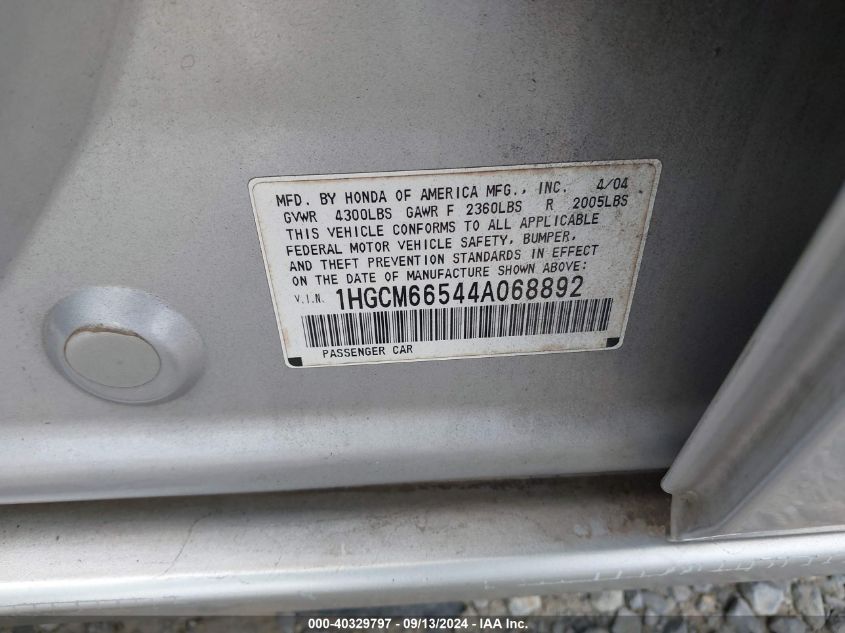 MFD. BY HONDA OF AMERICA MFG., INC. 4/04
GVWR 4300LBS GAWR F 2360LBS R 2005LBS
THIS VEHICLE CONFORMS TO ALL APPLICABLE
FEDERAL MOTOR VEHICLE SAFETY, BUMPER,
AND THEFT PREVENTION STANDARDS IN EFFECT
ON THE DATE OF MANUFACTURE SHOWN ABOVE:
V.I.N. 1HGCM66544A068892
PASSENGER CAR
000-40329797 - 09/13/2024 - IAA Inc.